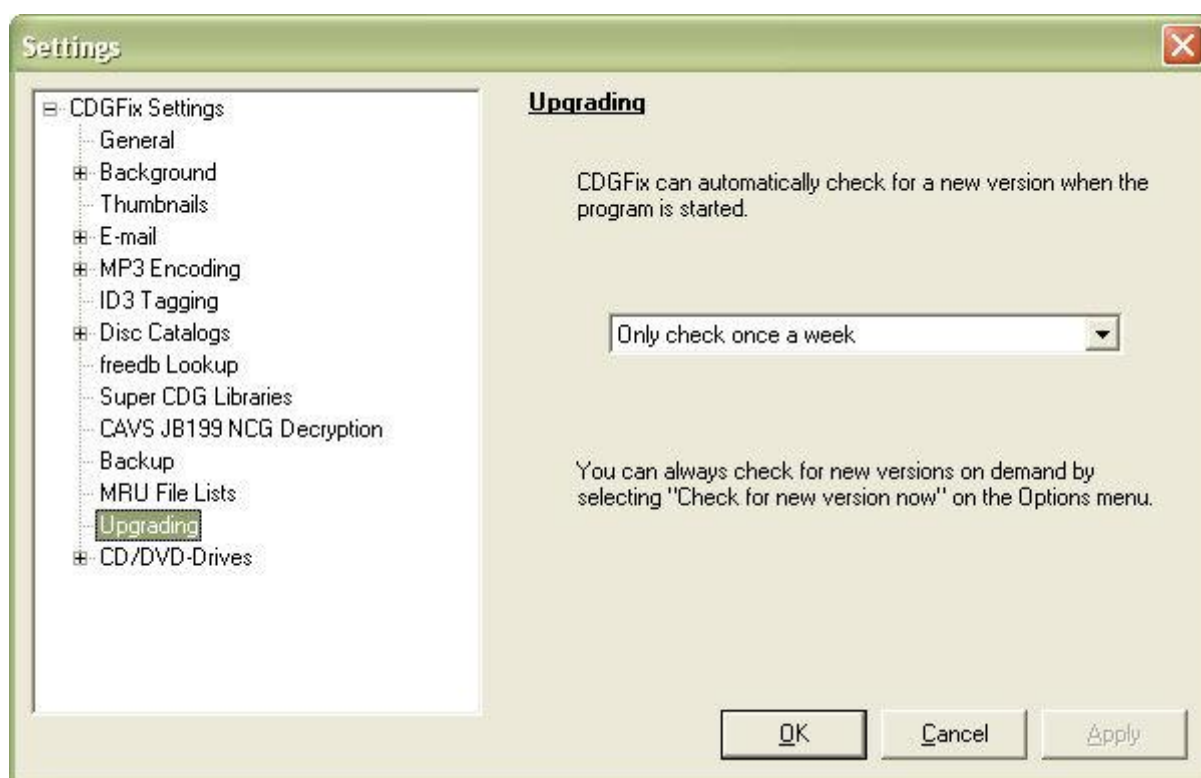 Settings
CDGFix Settings
General
Background
Thumbnails
E-mail
MP3 Encoding
ID3 Tagging
Disc Catalogs
freedb Lookup
Super CDG Libraries
CAVS JB199 NCG Decryption
Backup
MRU File Lists
Upgrading
CD/DVD-Drives
Upgrading
CDGFix can automatically check for a new version when the
program is started.
Only check once a week
You can always check for new versions on demand by
selecting "Check for new version now" on the Options menu.
OK
Cancel
Apply